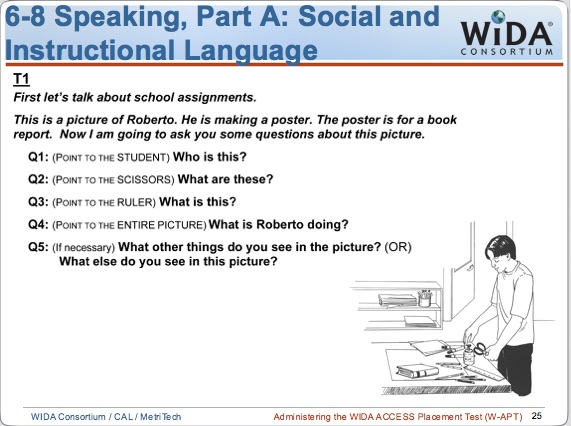 6-8 Speaking, Part A: Social and
Instructional Language
WiDA®
CONSORTIUM
T1
First let's talk about school assignments.
This is a picture of Roberto. He is making a poster. The poster is for a book
report.  Now I am going to ask you some questions about this picture.
Q1: (POINT TO THE STUDENT) Who is this?
Q2: (POINT TO THE SCISSORS) What are these?
Q3: (POINT TO THE RULER) What is this?
Q4: (POINT TO THE ENTIRE PICTURE) What is Roberto doing?
Q5: (If necessary) What other things do you see in the picture? (OR)
What else do you see in this picture?
WIDA Consortium / CAL / MetriTech
Administering the WIDA ACCESS Placement Test (W-APT) 25